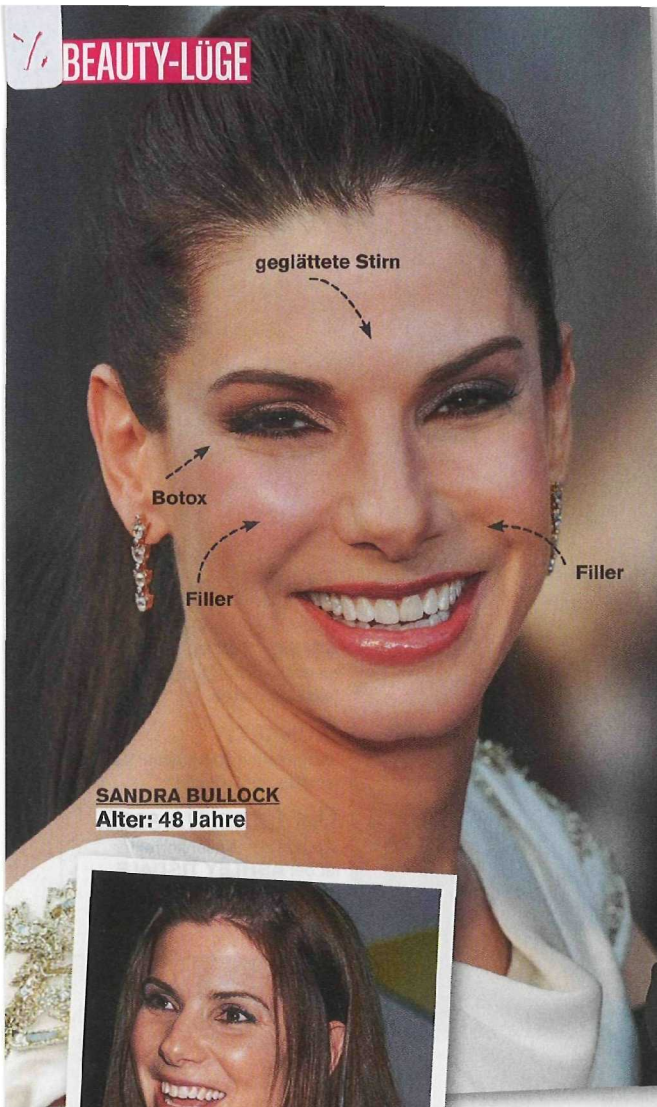 BEAUTY-LÜGE
geglättete Stirn
Botox
Filler
Filler
SANDRA BULLOCK
Alter: 48 Jahre